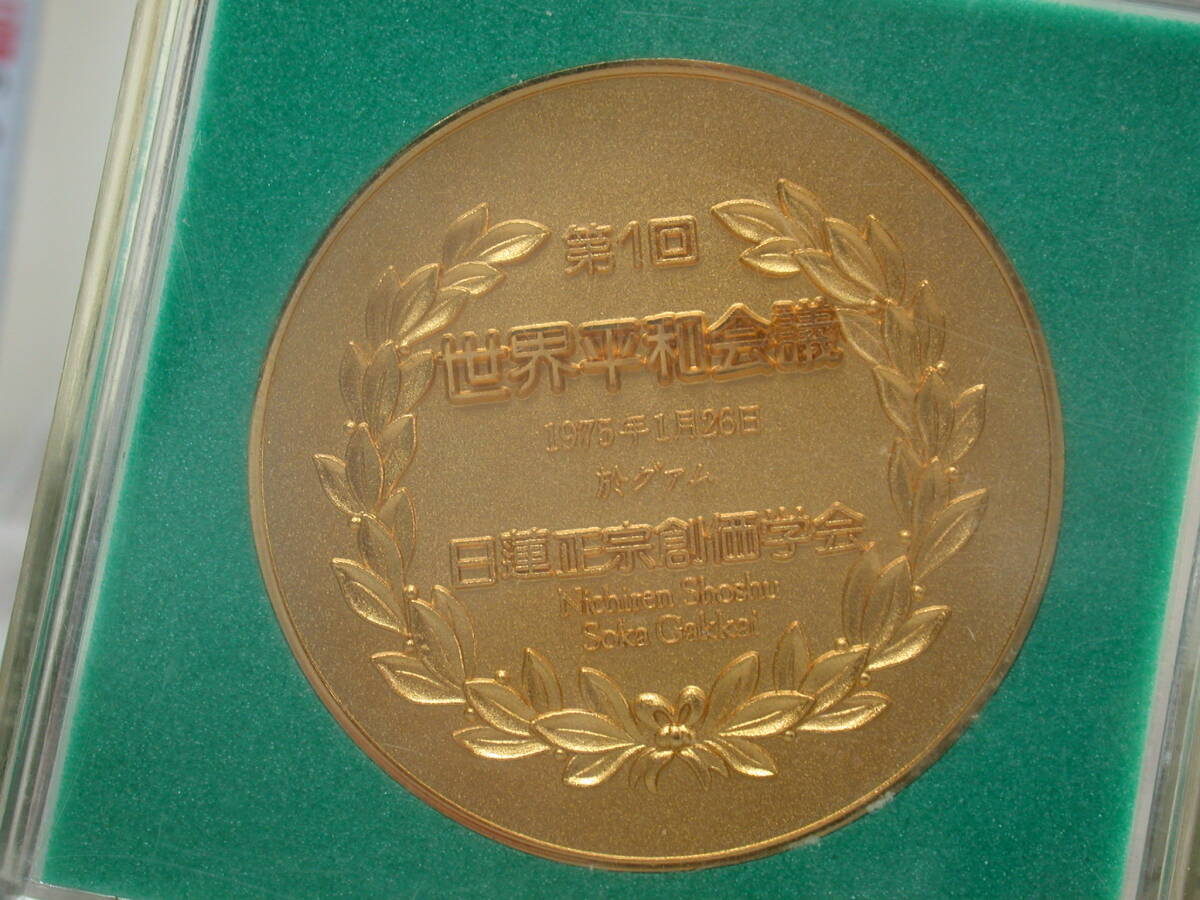 第1回
世界平和会議
1975年1月26日
於グァム
日蓮正宗創価学会
Nichiren Shoshu
Soka Gakkai